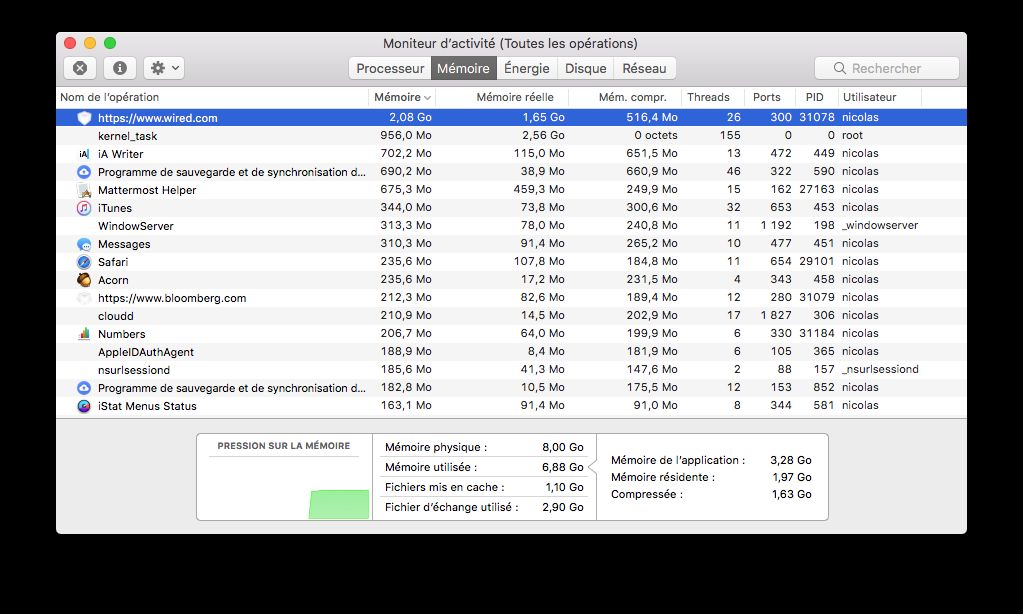 Moniteur d'activité (Toutes les opérations)
Processeur Mémoire Énergie Disque Réseau Rechercher
Nom de l'opération Mémoire Mémoire réelle Mém. compr. Threads Ports PID Utilisateur
https://www.wired.com 2,08 Go 1,65 Go 516,4 Mo 26 300 31078 nicolas
kernel_task 956,0 Mo 2,56 Go 0 octets 155 0 0 root
iA iA Writer 702,2 Mo 115,0 Mo 651,5 Mo 13 472 449 nicolas
Programme de sauvegarde et de synchronisation d... 690,2 Mo 38,9 Mo 660,9 Mo 46 322 590 nicolas
Mattermost Helper 675,3 Mo 459,3 Mo 249,9 Mo 15 162 27163 nicolas
iTunes 344,0 Mo 73,8 Mo 300,6 Mo 32 653 453 nicolas
WindowServer 313,3 Mo 78,0 Mo 240,8 Mo 11 1 192 198 _windowserver
Messages 310,3 Mo 91,4 Mo 265,2 Mo 10 477 451 nicolas
Safari 235,6 Mo 107,8 Mo 184,8 Mo 11 654 29101 nicolas
Acorn 235,6 Mo 17,2 Mo 231,5 Mo 4 343 458 nicolas
https://www.bloomberg.com 212,3 Mo 82,6 Mo 189,4 Mo 12 280 31079 nicolas
cloudd 210,9 Mo 14,5 Mo 202,9 Mo 17 1 827 306 nicolas
Numbers 206,7 Mo 64,0 Mo 199,9 Mo 6 330 31184 nicolas
AppleIDAuthAgent 188,9 Mo 8,4 Mo 181,9 Mo 6 105 365 nicolas
nsurlsessiond 185,6 Mo 41,3 Mo 147,6 Mo 2 88 157 _nsurlsessiond
Programme de sauvegarde et de synchronisation d... 182,8 Mo 10,5 Mo 175,5 Mo 12 153 852 nicolas
iStat Menus Status 163,1 Mo 91,4 Mo 91,0 Mo 8 344 581 nicolas
PRESSION SUR LA MÉMOIRE
Mémoire physique : 8,00 Go
Mémoire utilisée : 6,88 Go
Fichiers mis en cache : 1,10 Go
Fichier d'échange utilisé : 2,90 Go
Mémoire de l'application : 3,28 Go
Mémoire résidente : 1,97 Go
Compressée : 1,63 Go